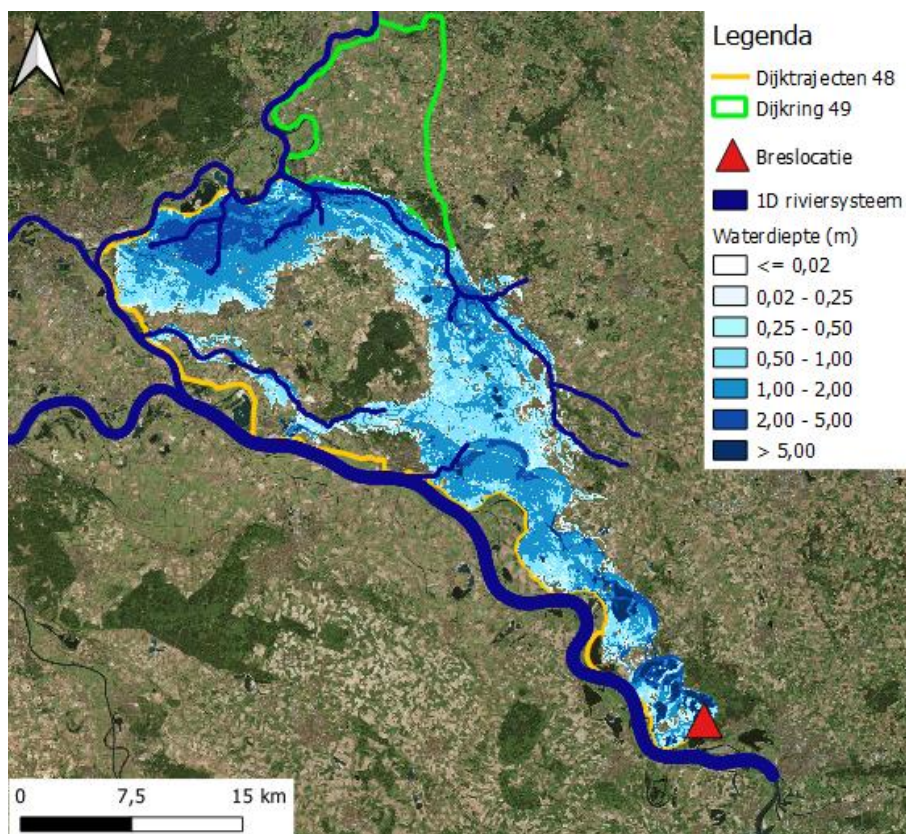 Legenda
Dijktrajecten 48
Dijkring 49
Breslocatie
1D riviersysteem
Waterdiepte (m)
<= 0,02
0,02 - 0,25
0,25 - 0,50
0,50 - 1,00
1,00 - 2,00
2,00 - 5,00
> 5,00
0 7,5 15 km